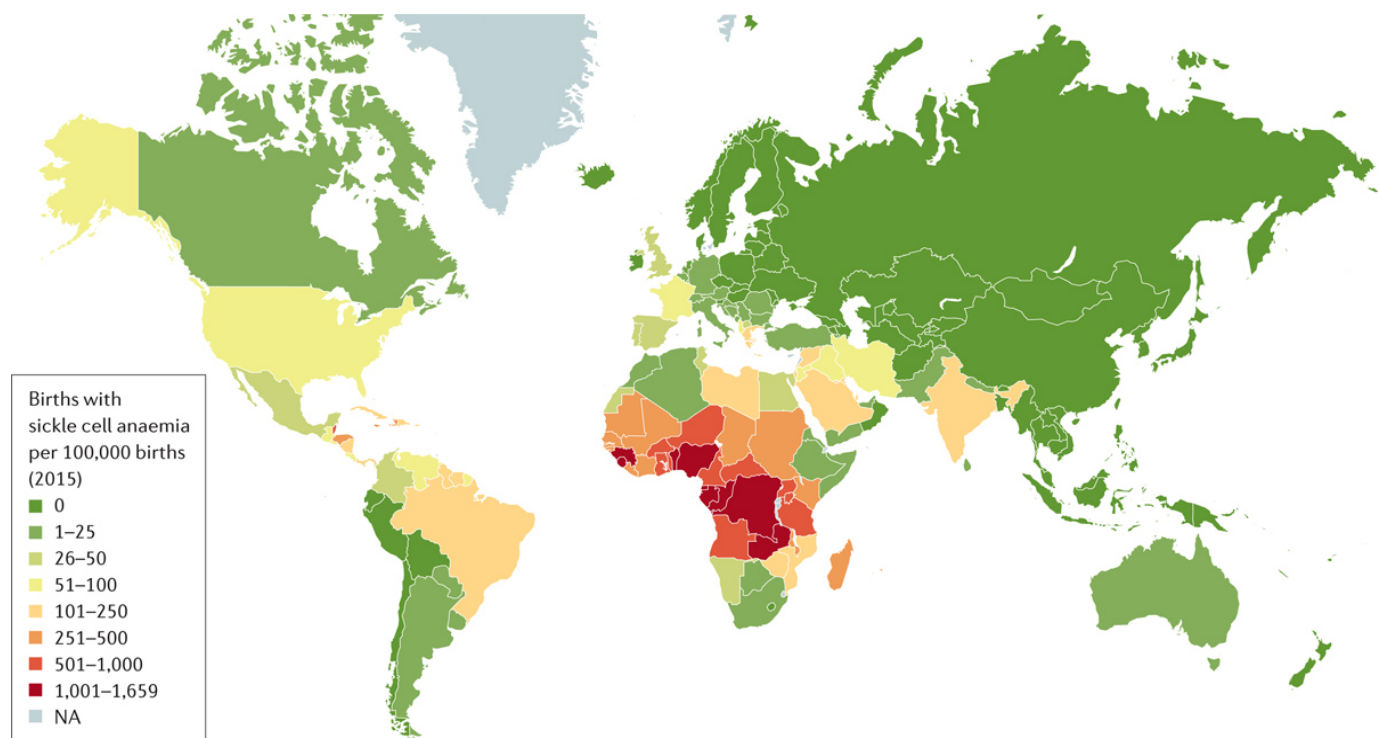 Births with
sickle cell anaemia
per 100,000 births
(2015)
0
1–25
26–50
51–100
101–250
251–500
501–1,000
1,001–1,659
NA